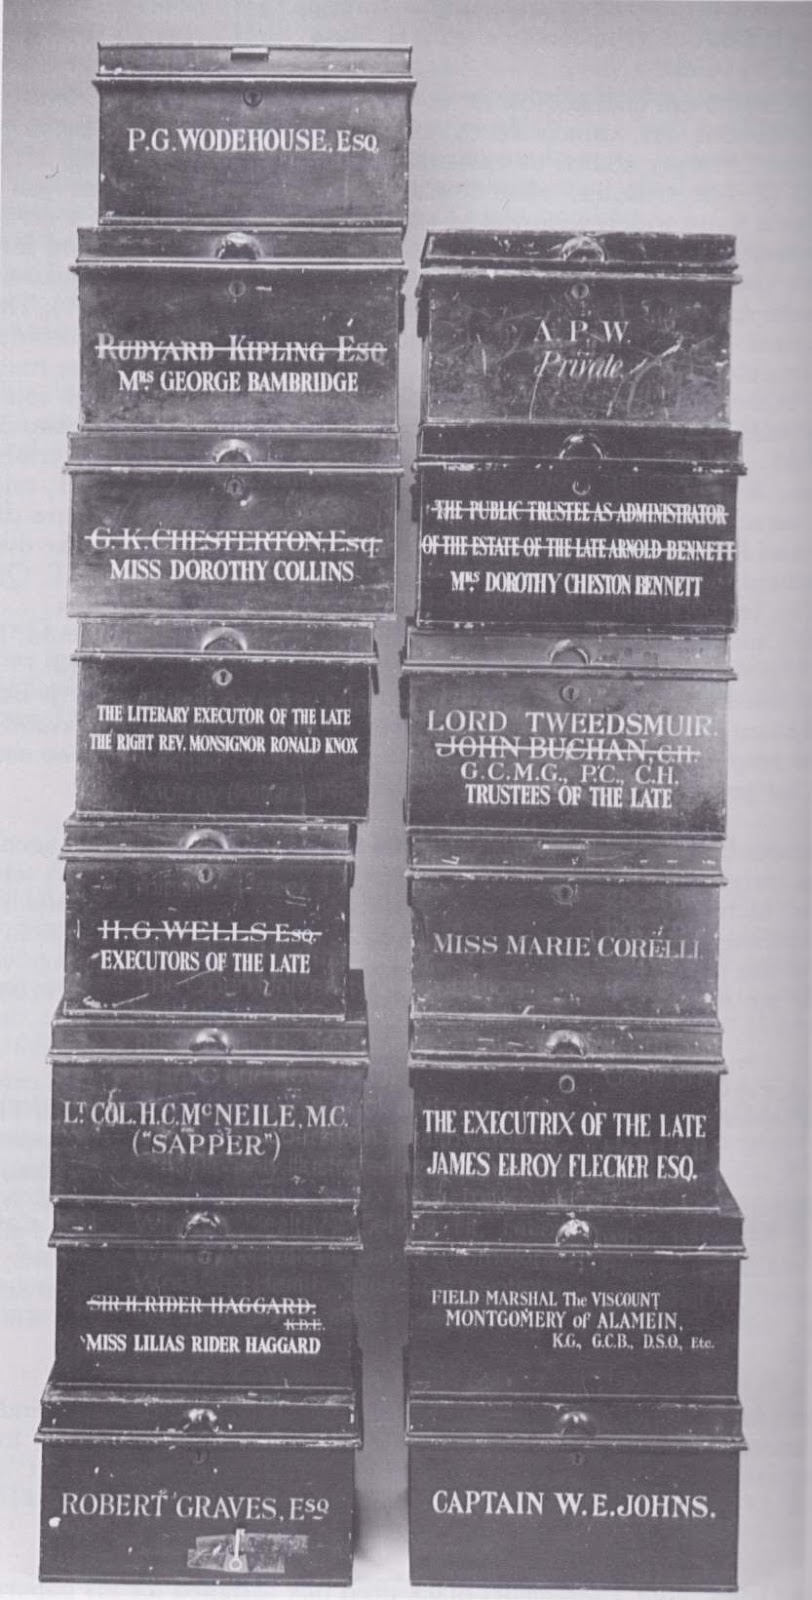 P.G. WODEHOUSE, ESQ.
RUDYARD KIPLING ESQ
MRS. GEORGE BAMBRIDGE
G. K. CHESTERTON, ESQ.
MISS DOROTHY COLLINS
THE LITERARY EXECUTOR OF THE LATE
THE RIGHT REV. MONSIGNOR RONALD KNOX
H.G. WELLS ESQ.
EXECUTORS OF THE LATE
LT COL. H.C. MCNEILE, M.C.
("SAPPER")
SIR H. RIDER HAGGARD.
K.B.E.
MISS LILIAS RIDER HAGGARD
ROBERT GRAVES, ESQ
A. P. W.
Private
THE PUBLIC TRUSTEE AS ADMINISTRATOR
OF THE ESTATE OF THE LATE ARNOLD BENNETT
MRS. DOROTHY CHESTON BENNETT
LORD TWEEDSMUIR.
JOHN BUCHAN, C.H.
G.C.M.G., P.C., C.H.
TRUSTEES OF THE LATE
MISS MARIE CORELLI
THE EXECUTRIX OF THE LATE
JAMES ELROY FLECKER ESQ.
FIELD MARSHAL The VISCOUNT
MONTGOMERY of ALAMEIN,
K.G., G.C.B., D.S.O., Etc.
CAPTAIN W.E. JOHNS.